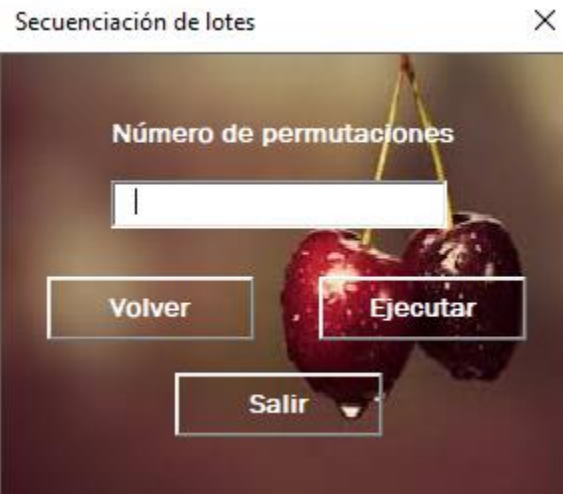 Secuenciación de lotes
Número de permutaciones
Volver
Ejecutar
Salir